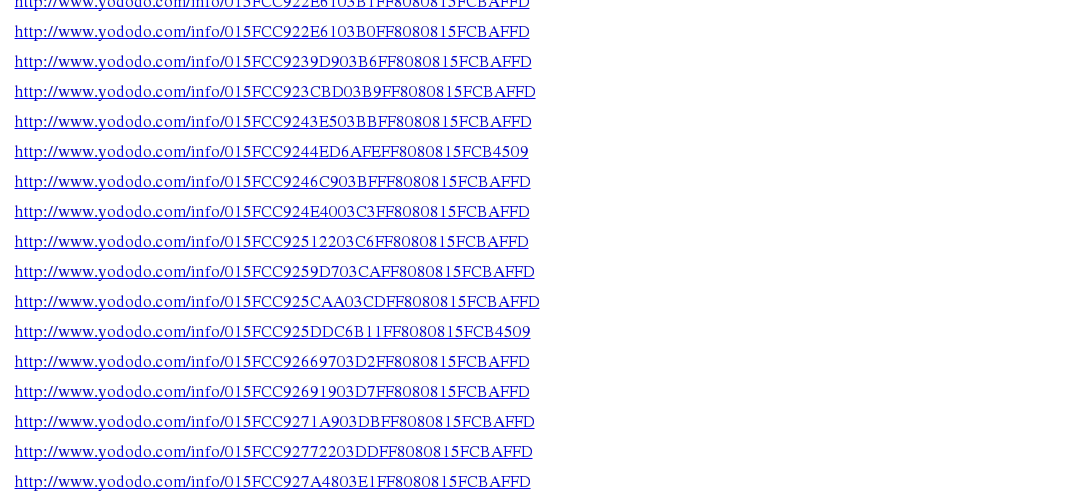 http://www.yododo.com/info/015FCC922E6103B1FF8080815FCBAFFD
http://www.yododo.com/info/015FCC922E6103B0FF8080815FCBAFFD
http://www.yododo.com/info/015FCC9239D903B6FF8080815FCBAFFD
http://www.yododo.com/info/015FCC923CBD03B9FF8080815FCBAFFD
http://www.yododo.com/info/015FCC9243E503BBFF8080815FCBAFFD
http://www.yododo.com/info/015FCC9244ED6AFEFF8080815FCB4509
http://www.yododo.com/info/015FCC9246C903BFFF8080815FCBAFFD
http://www.yododo.com/info/015FCC924E4003C3FF8080815FCBAFFD
http://www.yododo.com/info/015FCC92512203C6FF8080815FCBAFFD
http://www.yododo.com/info/015FCC9259D703CAFF8080815FCBAFFD
http://www.yododo.com/info/015FCC925CAA03CDFF8080815FCBAFFD
http://www.yododo.com/info/015FCC925DDC6B11FF8080815FCB4509
http://www.yododo.com/info/015FCC92669703D2FF8080815FCBAFFD
http://www.yododo.com/info/015FCC92691903D7FF8080815FCBAFFD
http://www.yododo.com/info/015FCC9271A903DBFF8080815FCBAFFD
http://www.yododo.com/info/015FCC92772203DDFF8080815FCBAFFD
http://www.yododo.com/info/015FCC927A4803E1FF8080815FCBAFFD